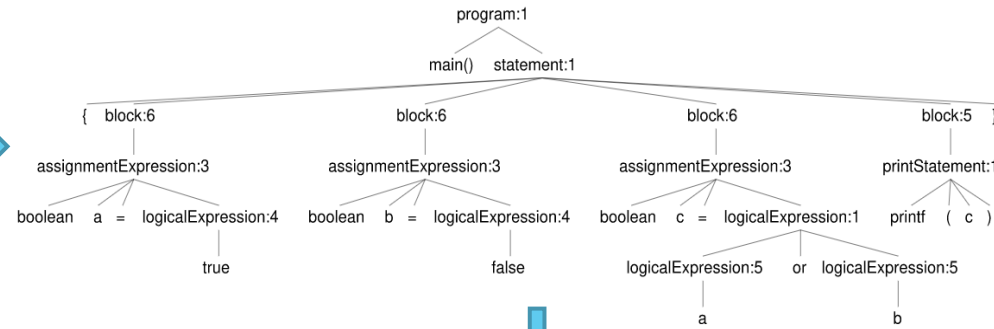 program:1
main() statement:1
{ block:6 block:6 block:6 block:5
assignmentExpression:3 assignmentExpression:3 assignmentExpression:3 printStatement:1
boolean a = logicalExpression:4 boolean b = logicalExpression:4 boolean c = logicalExpression:1 printf ( c )
true false logicalExpression:5 or logicalExpression:5
a b